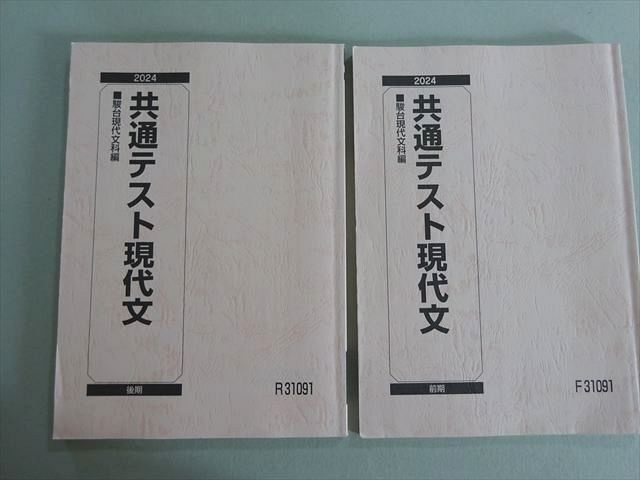 2024
共通テスト現代文
■駿台現代文科編
後期
R31091
2024
共通テスト現代文
■駿台現代文科編
前期
F31091